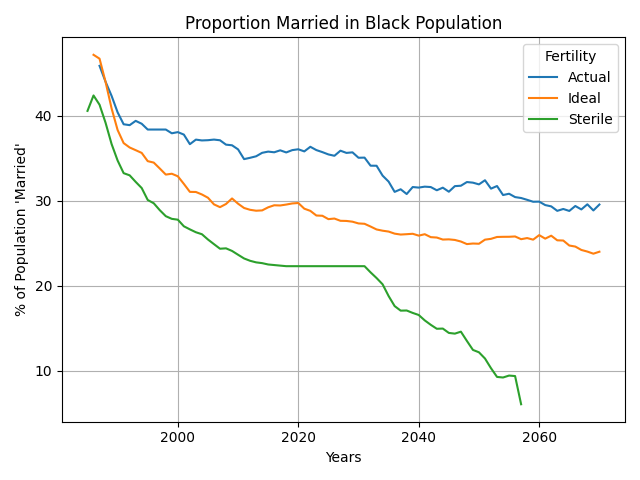 Proportion Married in Black Population
Fertility
Actual
Ideal
Sterile
% of Population 'Married'
40
30
20
10
2000
2020
2040
2060
Years